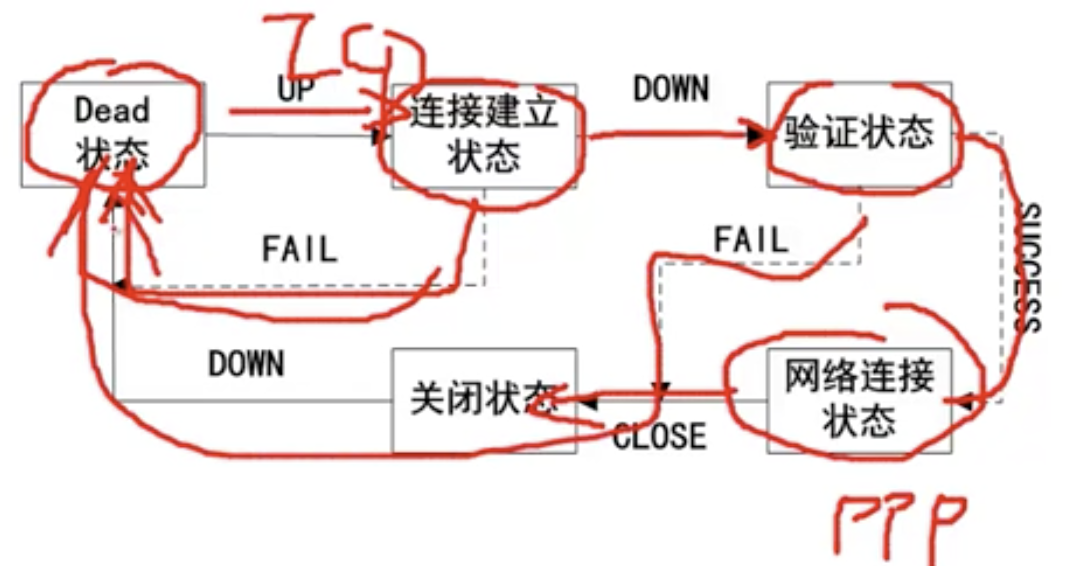 Dead
状态
UP
连接建立
状态
DOWN
验证状态
FAIL
FAIL
SUCCESS
DOWN
关闭状态
CLOSE
网络连接
状态
PPP